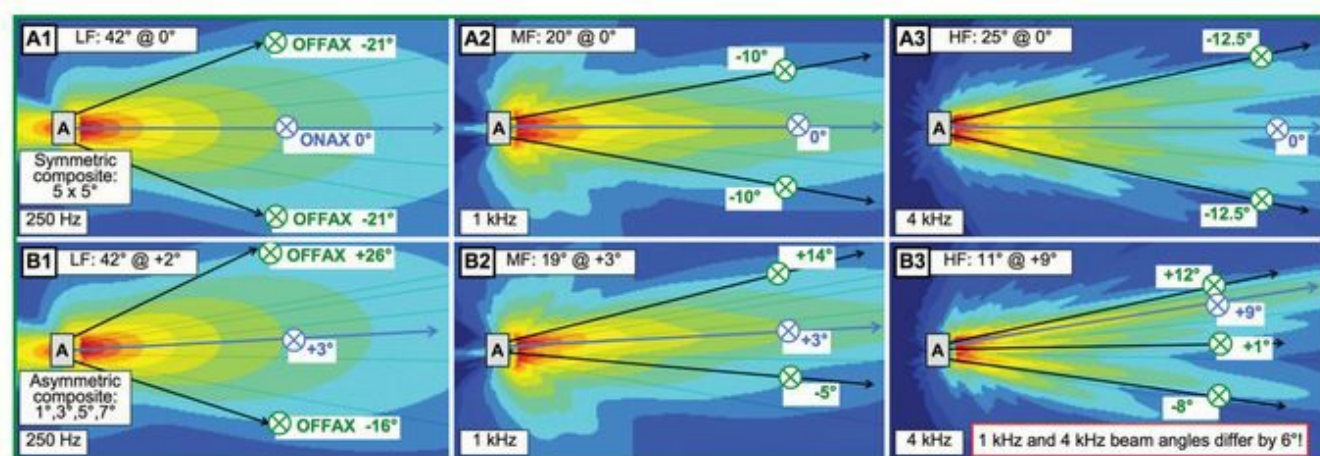 A1 LF: 42° @ 0°
OFFAX -21°
A
ONAX 0°
Symmetric
composite:
5 x 5°
250 Hz
OFFAX -21°
A2 MF: 20° @ 0°
-10°
A
0°
-10°
1 kHz
A3 HF: 25° @ 0°
-12.5°
A
0°
-12.5°
4 kHz
B1 LF: 42° @ +2°
OFFAX +26°
A
+3°
Asymmetric
composite:
1°,3°,5°,7°
250 Hz
OFFAX -16°
B2 MF: 19° @ +3°
+14°
A
+3°
-5°
1 kHz
B3 HF: 11° @ +9°
+12°
+9°
A
+1°
-8°
4 kHz
1 kHz and 4 kHz beam angles differ by 6°!